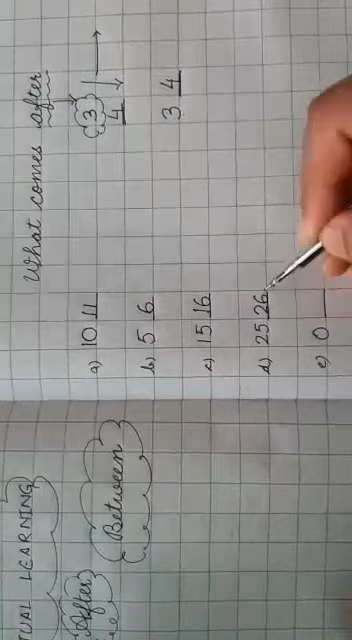 What comes after
3
4
3 4
a) 10 11
b) 5 6
c) 15 16
d) 25 26
e) 0
TUAL LEARNING
After
Between